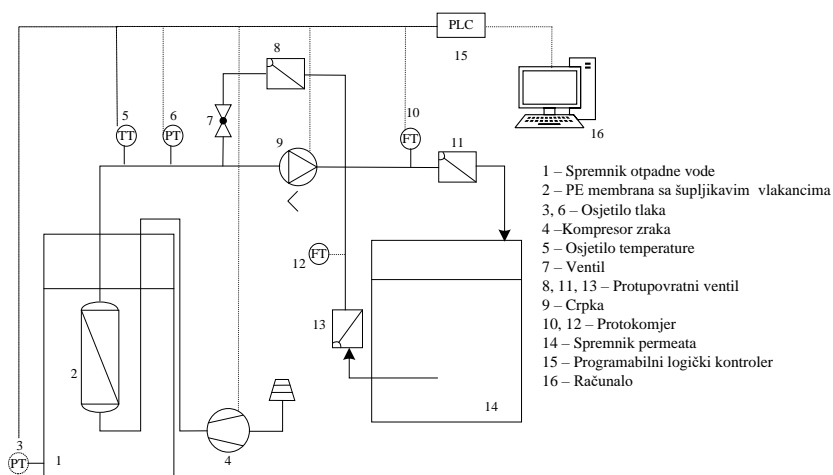 PLC
15
8
5
6
7
10
TT
PT
9
FT
11
16
1 – Spremnik otpadne vode
2 – PE membrana sa šupljikavim vlakancima
3, 6 – Osjetilo tlaka
4 –Kompresor zraka
5 – Osjetilo temperature
7 – Ventil
8, 11, 13 – Protupovratni ventil
9 – Crpka
10, 12 – Protokomjer
14 – Spremnik permeata
15 – Programabilni logički kontroler
16 – Računalo
FT
12
13
2
14
3
PT
1
4